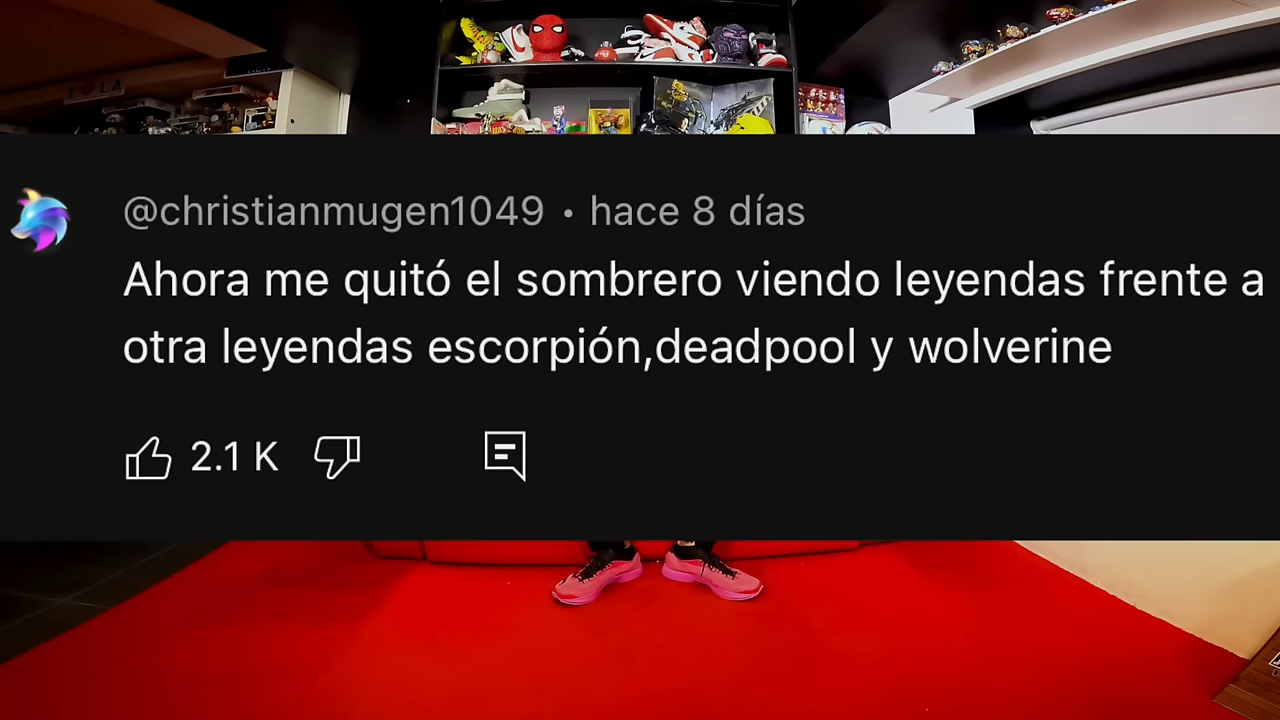 @christianmugen1049 • hace 8 días
Ahora me quitó el sombrero viendo leyendas frente a
otra leyendas escorpión,deadpool y wolverine
2.1 K